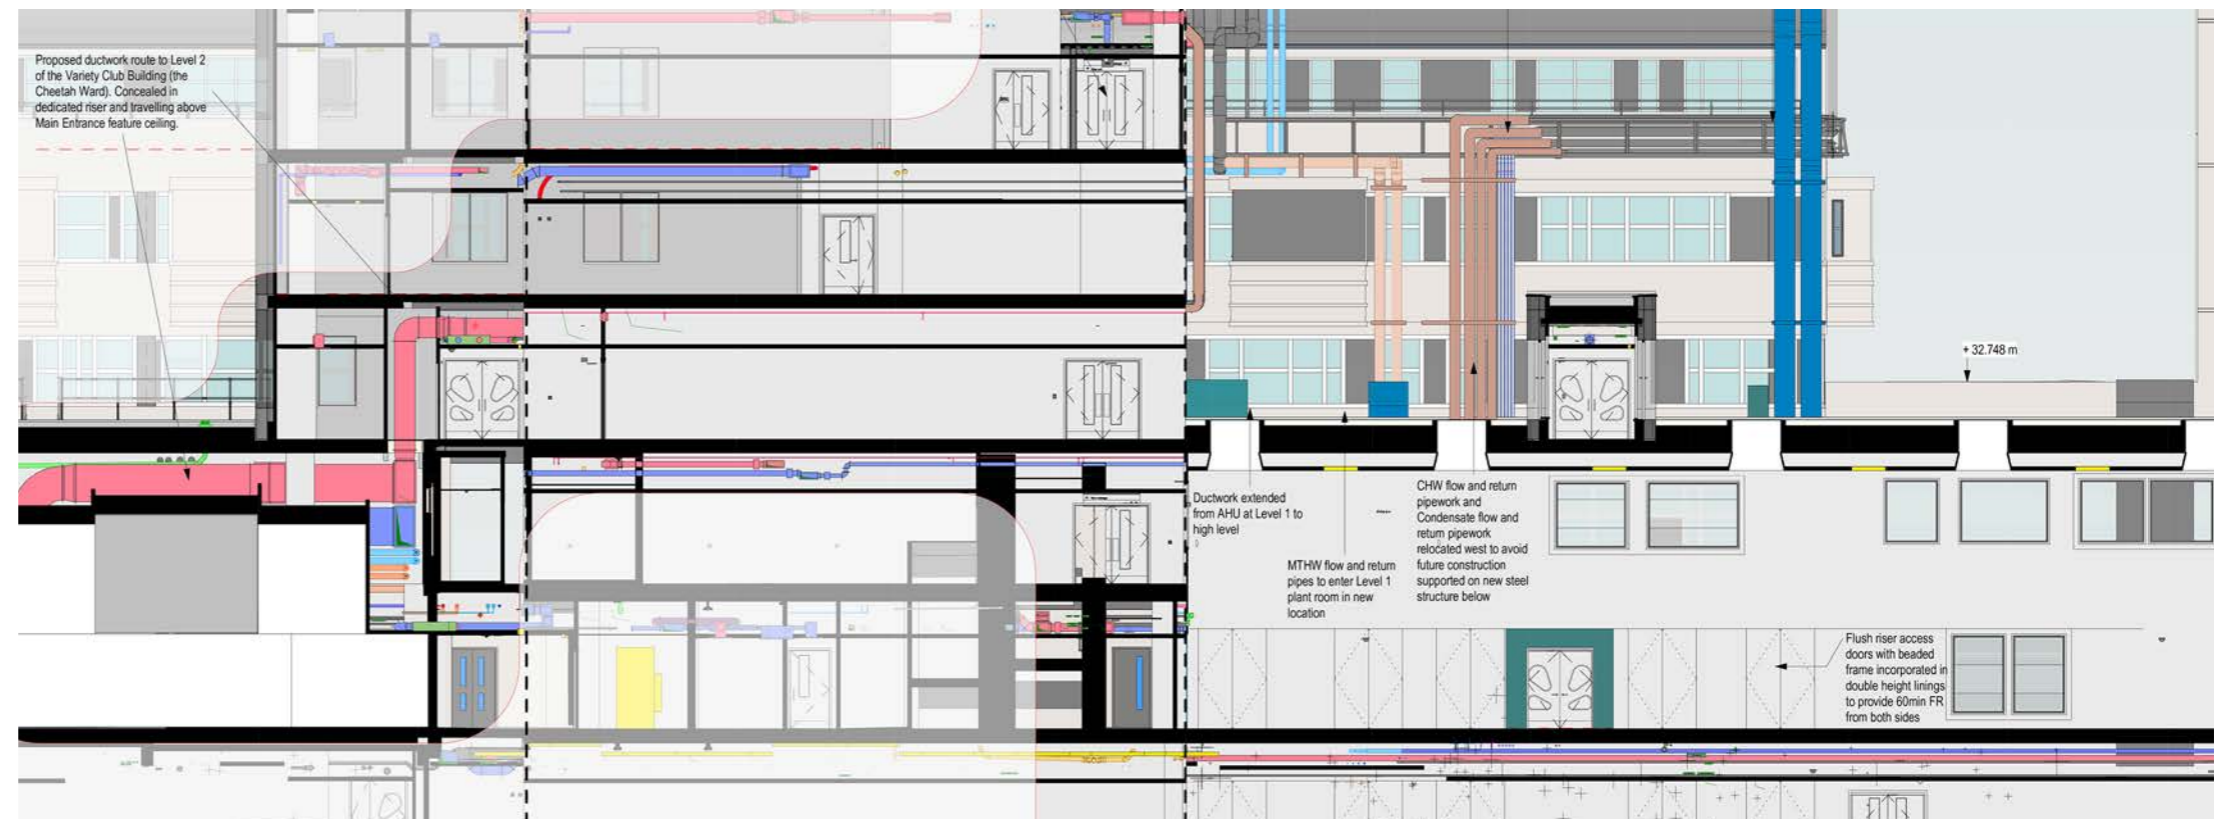 Proposed ductwork route to Level 2
of the Variety Club Building (the
Cheetah Ward). Concealed in
dedicated riser and travelling above
Main Entrance feature ceiling.
+ 32.748 m
Ductwork extended
from AHU at Level 1 to
high level
MTHW flow and return
pipes to enter Level 1
plant room in new
location
CHW flow and return
pipework and
Condensate flow and
return pipework
relocated west to avoid
future construction
supported on new steel
structure below
Flush riser access
doors with beaded
frame incorporated in
double height linings
to provide 60min FR
from both sides